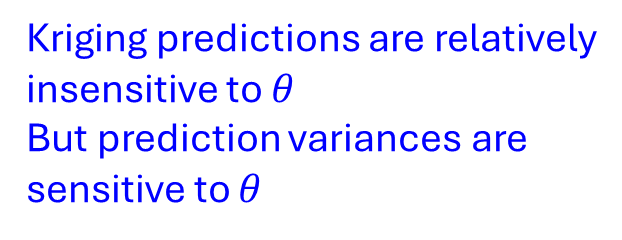 Kriging predictions are relatively
insensitive to θ
But prediction variances are
sensitive to θ